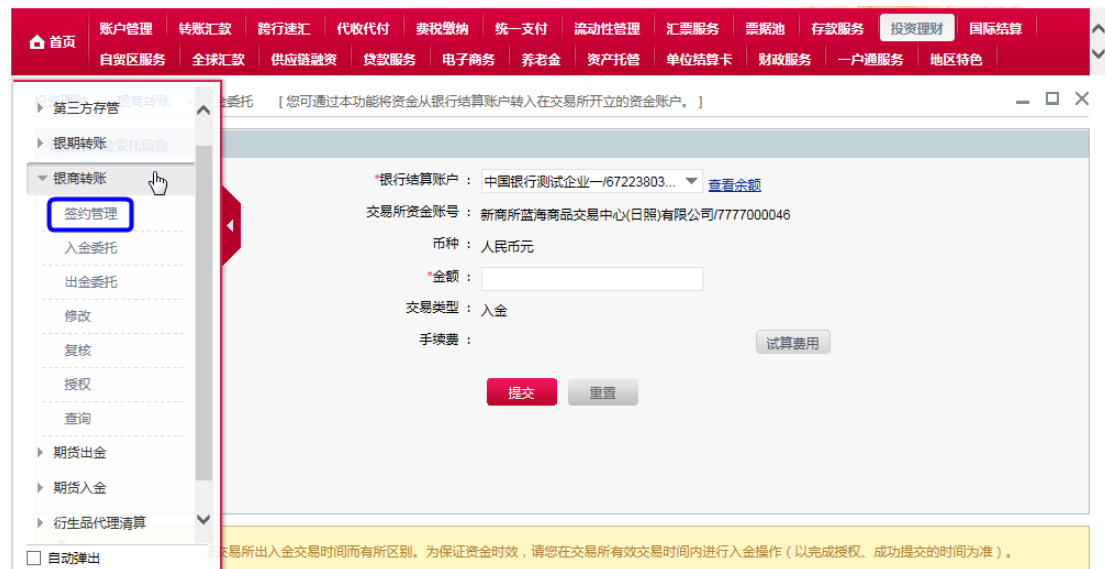 首页
账户管理 转账汇款 跨行速汇 代收代付 费税缴纳 统一支付 流动性管理 汇票服务 票据池 存款服务 投资理财 国际结算
自贸区服务 全球汇款 供应链融资 贷款服务 电子商务 养老金 资产托管 单位结算卡 财政服务 一户通服务 地区特色
银商转账 > 金委托 [ 您可通过本功能将资金从银行结算账户转入在交易所开立的资金账户。 ]
第三方存管
银期转账
金委托信息
银商转账
签约管理
入金委托
出金委托
修改
复核
授权
查询
期货出金
期货入金
衍生品代理清算
自动弹出
*银行结算账户 : 中国银行测试企业一/67223803... 查看余额
交易所资金账号 : 新商所蓝海商品交易中心(日照)有限公司/7777000046
币种 : 人民币元
*金额 :
交易类型 : 入金
手续费 : 试算费用
提交 重置
交易所出入金交易时间而有所区别。为保证资金时效，请您在交易所有效交易时间内进行入金操作（以完成授权、成功提交的时间为准）。